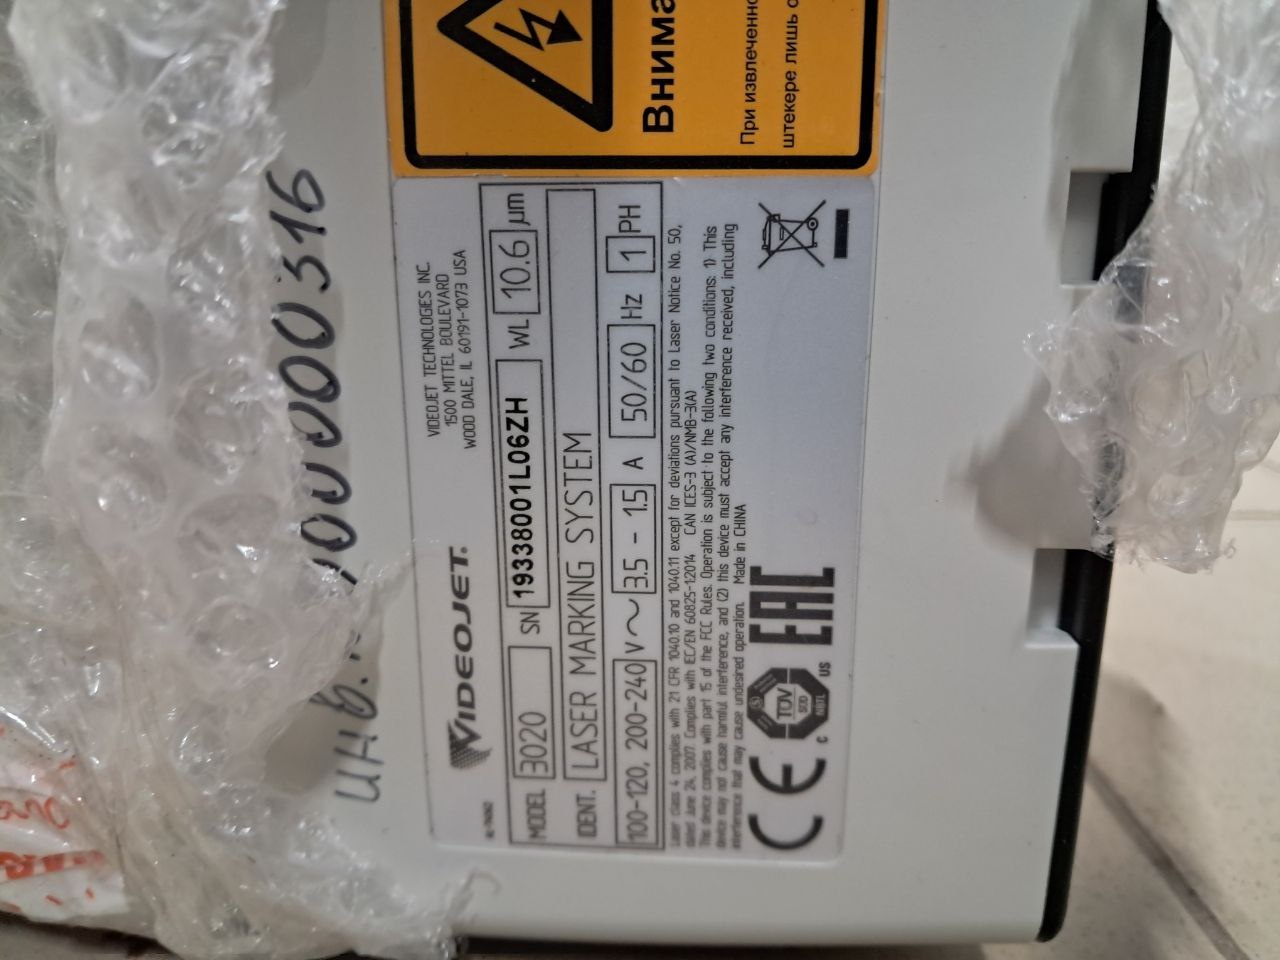 Внима
При извлеченно
штекере лишь о
0000316
VIDEOJET TECHNOLOGIES INC.
1500 MITTEL BOULEVARD
WOOD DALE, IL 60191-1073 USA
VIDEOJET.
MODEL 3020 SN 19338001L06ZH WL 10.6 µm
IDENT. LASER MARKING SYSTEM
100-120, 200-240 V~ 3.5 - 1.5 A 50/60 Hz 1 PH
Laser class 4 complies with 21 CFR 1040.10 and 1040.11 except for deviations pursuant to Laser Notice No. 50,
dated June 24, 2007. Complies with IEC/EN 60825-1:2014 CAN ICES-3 (A)/NMB-3(A)
This device complies with part 15 of the FCC Rules. Operation is subject to the following two conditions: 1) This
device may not cause harmful interference, and (2) this device must accept any interference received, including
interference that may cause undesired operation. Made in CHINA
CE
TÜV
SÜD
NRTL
C US
EAC